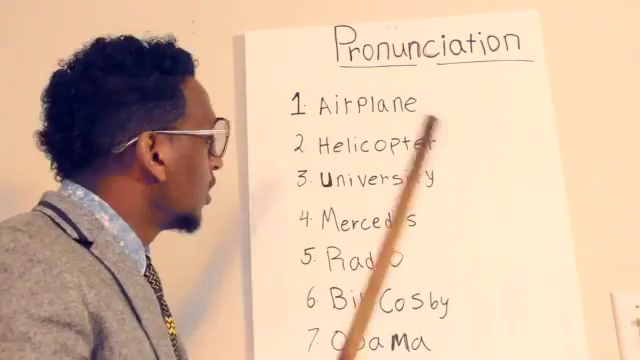 Pronunciation
1. Airplane
2 Helicopter
3. University
4. Mercedes
5. Radio
6. Bill Cosby
7. Obama